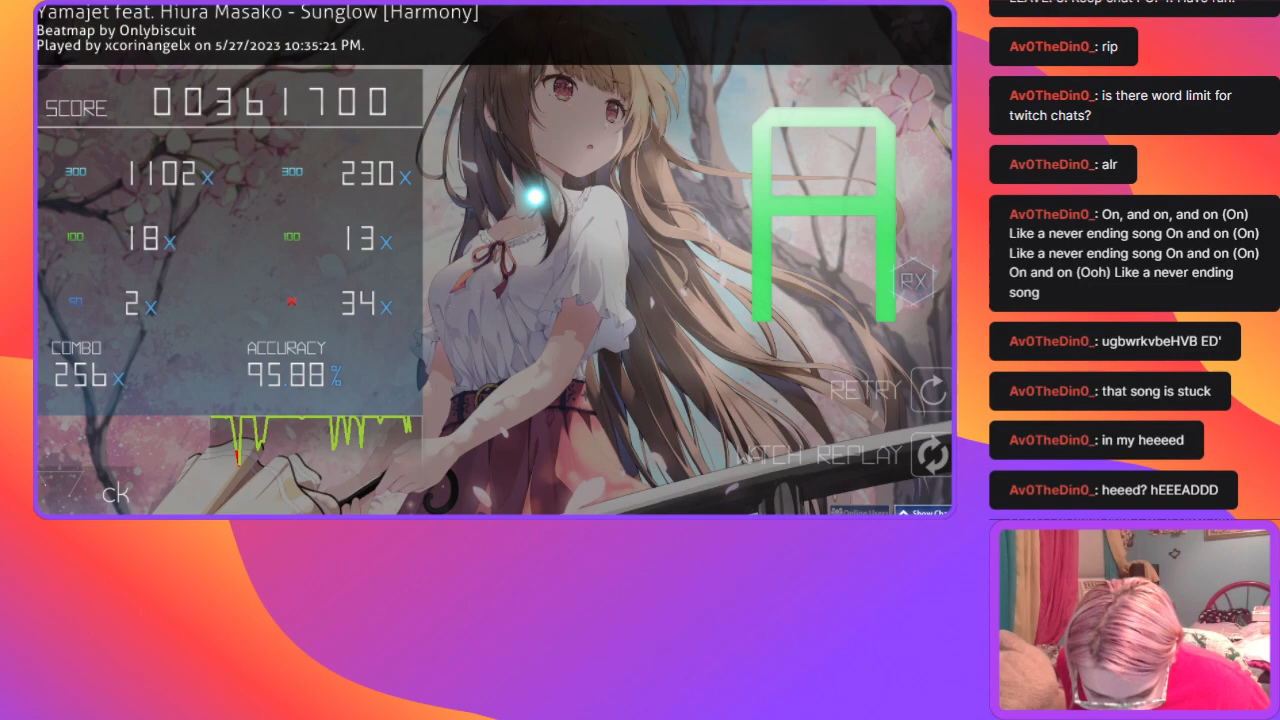 Yamajet feat. Hiura Masako - Sunglow [Harmony]
Beatmap by Onlybiscuit
Played by xcorinangelx on 5/27/2023 10:35:21 PM.
SCORE 00361700
300 1102x 300 230x
100 18x 100 13x
50 2x X 34x
COMBO ACCURACY
256x 95.88%
RX
RETRY
WATCH REPLAY
ck
Online Users
Show Cha
Av0TheDin0_: rip
Av0TheDin0_: is there word limit for
twitch chats?
Av0TheDin0_: alr
Av0TheDin0_: On, and on, and on (On)
Like a never ending song On and on (On)
Like a never ending song On and on (On)
On and on (Ooh) Like a never ending
song
Av0TheDin0_: ugbwrkvbeHVB ED'
Av0TheDin0_: that song is stuck
Av0TheDin0_: in my heeeed
Av0TheDin0_: heeed? hEEEADDD